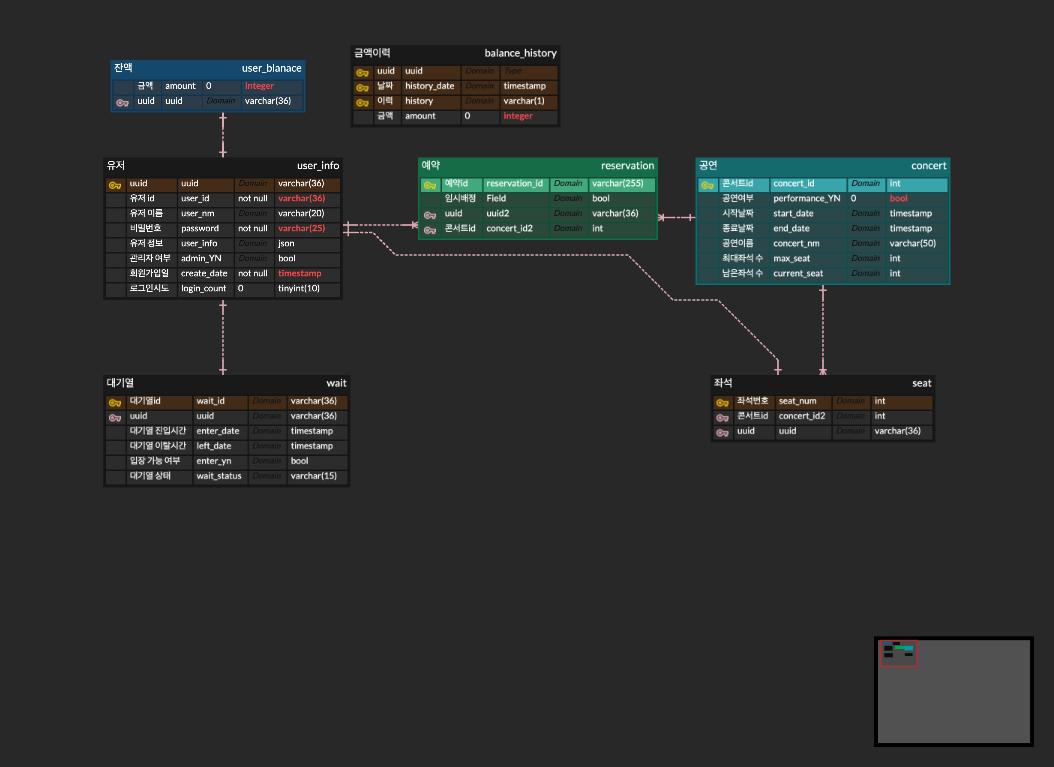 잔액 user_blanace
금액 amount 0 Integer
uuid uuid Domain varchar(36)
금액이력 balance_history
uuid uuid Domain Type
날짜 history_date Domain timestamp
이력 history Domain varchar(1)
금액 amount 0 integer
유저 user_info
uuid uuid Domain varchar(36)
유저 id user_id not null varchar(36)
유저 이름 user_nm Domain varchar(20)
비밀번호 password not null varchar(25)
유저 정보 user_info Domain json
관리자 여부 admin_YN Domain bool
회원가입일 create_date not null timestamp
로그인시도 login_count 0 tinyint(10)
예약 reservation
예약id reservation_id Domain varchar(255)
임시배정 Field Domain bool
uuid uuid2 Domain varchar(36)
콘서트id concert_id2 Domain int
공연 concert
콘서트id concert_id Domain int
공연여부 performance_YN 0 bool
시작날짜 start_date Domain timestamp
종료날짜 end_date Domain timestamp
공연이름 concert_nm Domain varchar(50)
최대좌석 수 max_seat Domain int
남은좌석 수 current_seat Domain int
대기열 wait
대기열id wait_id Domain varchar(36)
uuid uuid Domain varchar(36)
대기열 진입시간 enter_date Domain timestamp
대기열 이탈시간 left_date Domain timestamp
입장 가능 여부 enter_yn Domain bool
대기열 상태 wait_status Domain varchar(15)
좌석 seat
좌석번호 seat_num Domain int
콘서트id concert_id2 Domain int
uuid uuid Domain varchar(36)